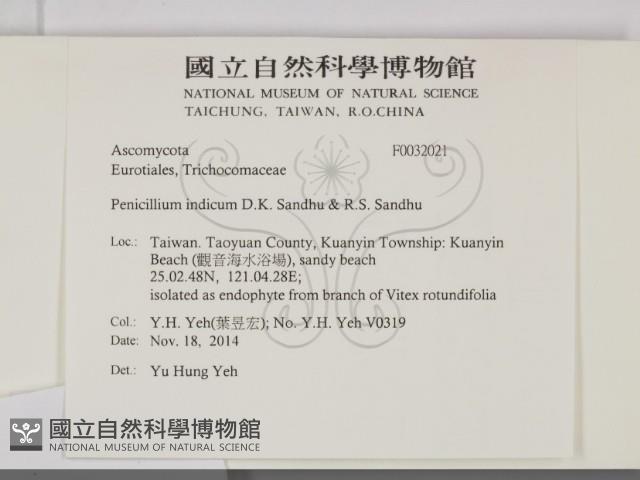 國立自然科學博物館
NATIONAL MUSEUM OF NATURAL SCIENCE
TAICHUNG, TAIWAN, R.O.CHINA
Ascomycota F0032021
Eurotiales, Trichocomaceae
Penicillium indicum D.K. Sandhu & R.S. Sandhu
Loc.: Taiwan. Taoyuan County, Kuanyin Township: Kuanyin
Beach (觀音海水浴場), sandy beach
25.02.48N, 121.04.28E;
isolated as endophyte from branch of Vitex rotundifolia
Col.: Y.H. Yeh(葉昱宏); No. Y.H. Yeh V0319
Date: Nov. 18, 2014
Det.: Yu Hung Yeh
國立自然科學博物館
NATIONAL MUSEUM OF NATURAL SCIENCE